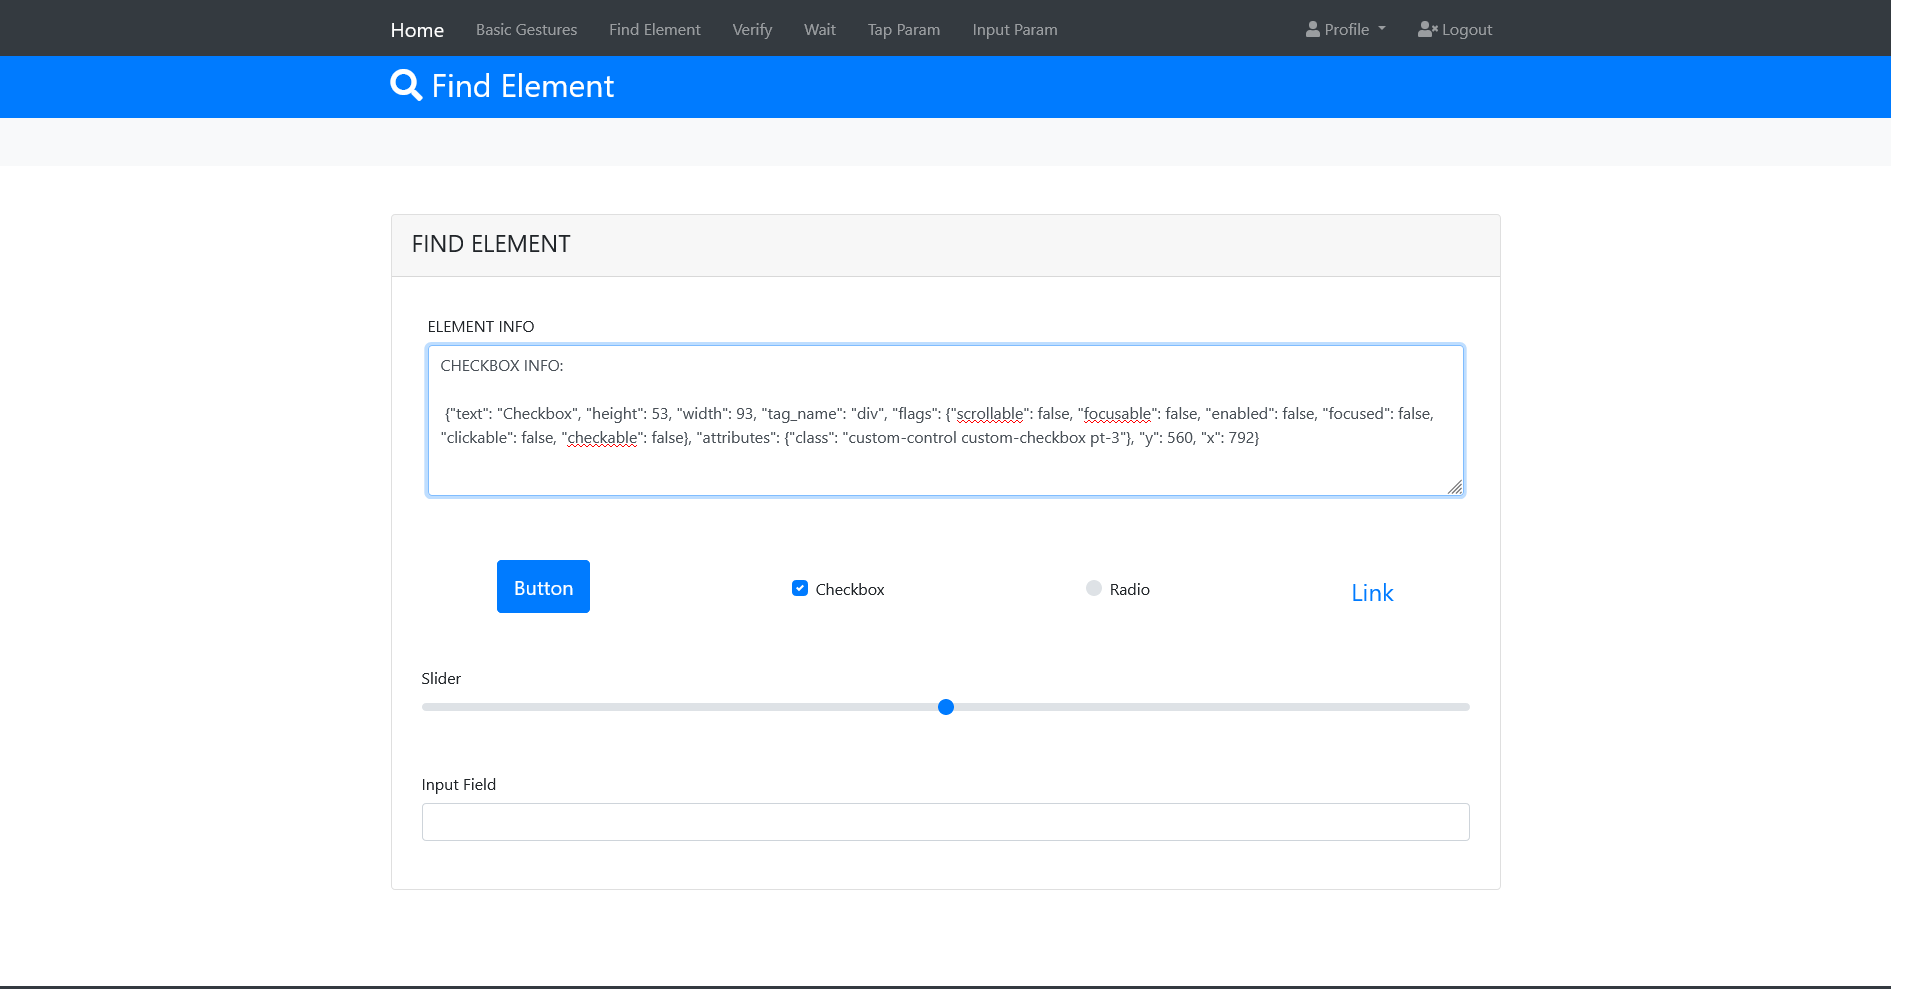 Home Basic Gestures Find Element Verify Wait Tap Param Input Param Profile Logout
Find Element
FIND ELEMENT
ELEMENT INFO
CHECKBOX INFO:
{"text": "Checkbox", "height": 53, "width": 93, "tag_name": "div", "flags": {"scrollable": false, "focusable": false, "enabled": false, "focused": false,
"clickable": false, "checkable": false}, "attributes": {"class": "custom-control custom-checkbox pt-3"}, "y": 560, "x": 792}
Button Checkbox Radio Link
Slider
Input Field